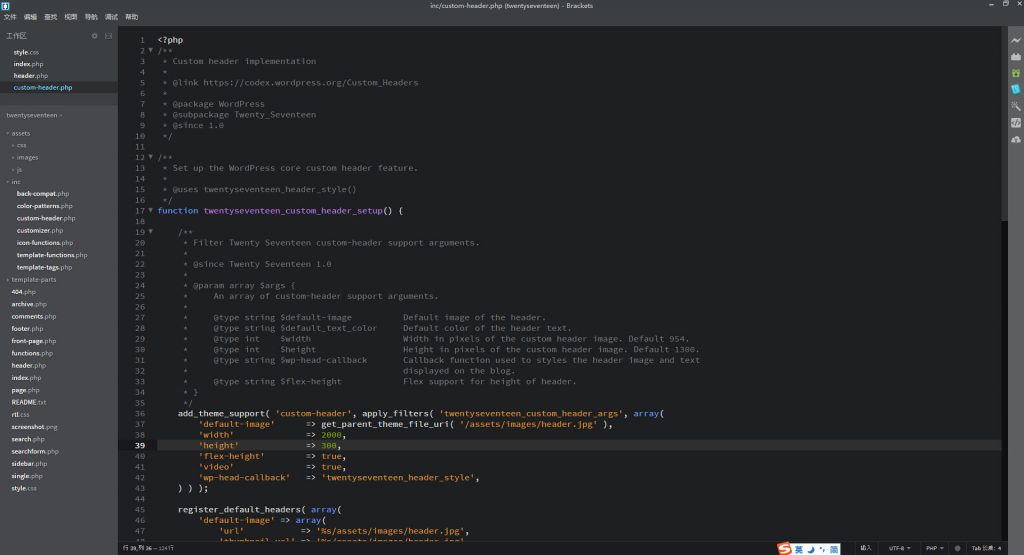 inc/custom-header.php (twentyseventeen) - Brackets
文件 编辑 查找 视图 导航 调试 帮助
工作区
style.css
index.php
header.php
custom-header.php
twentyseventeen
assets
css
images
js
inc
back-compat.php
color-patterns.php
custom-header.php
customizer.php
icon-functions.php
template-functions.php
template-tags.php
template-parts
404.php
archive.php
comments.php
footer.php
front-page.php
functions.php
header.php
index.php
page.php
README.txt
rtl.css
screenshot.png
search.php
searchform.php
sidebar.php
single.php
style.css
1 <?php
2 /**
3 * Custom header implementation
4 *
5 * @link https://codex.wordpress.org/Custom_Headers
6 *
7 * @package WordPress
8 * @subpackage Twenty_Seventeen
9 * @since 1.0
10 */
11
12 /**
13 * Set up the WordPress core custom header feature.
14 *
15 * @uses twentyseventeen_header_style()
16 */
17 function twentyseventeen_custom_header_setup() {
18
19 /**
20 * Filter Twenty Seventeen custom-header support arguments.
21 *
22 * @since Twenty Seventeen 1.0
23 *
24 * @param array $args {
25 * An array of custom-header support arguments.
26 *
27 * @type string $default-image Default image of the header.
28 * @type string $default_text_color Default color of the header text.
29 * @type int $width Width in pixels of the custom header image. Default 954.
30 * @type int $height Height in pixels of the custom header image. Default 1300.
31 * @type string $wp-head-callback Callback function used to styles the header image and text
32 * displayed on the blog.
33 * @type string $flex-height Flex support for height of header.
34 * }
35 */
36 add_theme_support( 'custom-header', apply_filters( 'twentyseventeen_custom_header_args', array(
37 'default-image' => get_parent_theme_file_uri( '/assets/images/header.jpg' ),
38 'width' => 2000,
39 'height' => 300,
40 'flex-height' => true,
41 'video' => true,
42 'wp-head-callback' => 'twentyseventeen_header_style',
43 ) ) );
44
45 register_default_headers( array(
46 'default-image' => array(
47 'url' => '%s/assets/images/header.jpg',
48 'thumbnail_url' => '%s/assets/images/header.jpg',
行 39, 列 36 — 124 行
英 简
插入 UTF-8 PHP Tab 长度: 4